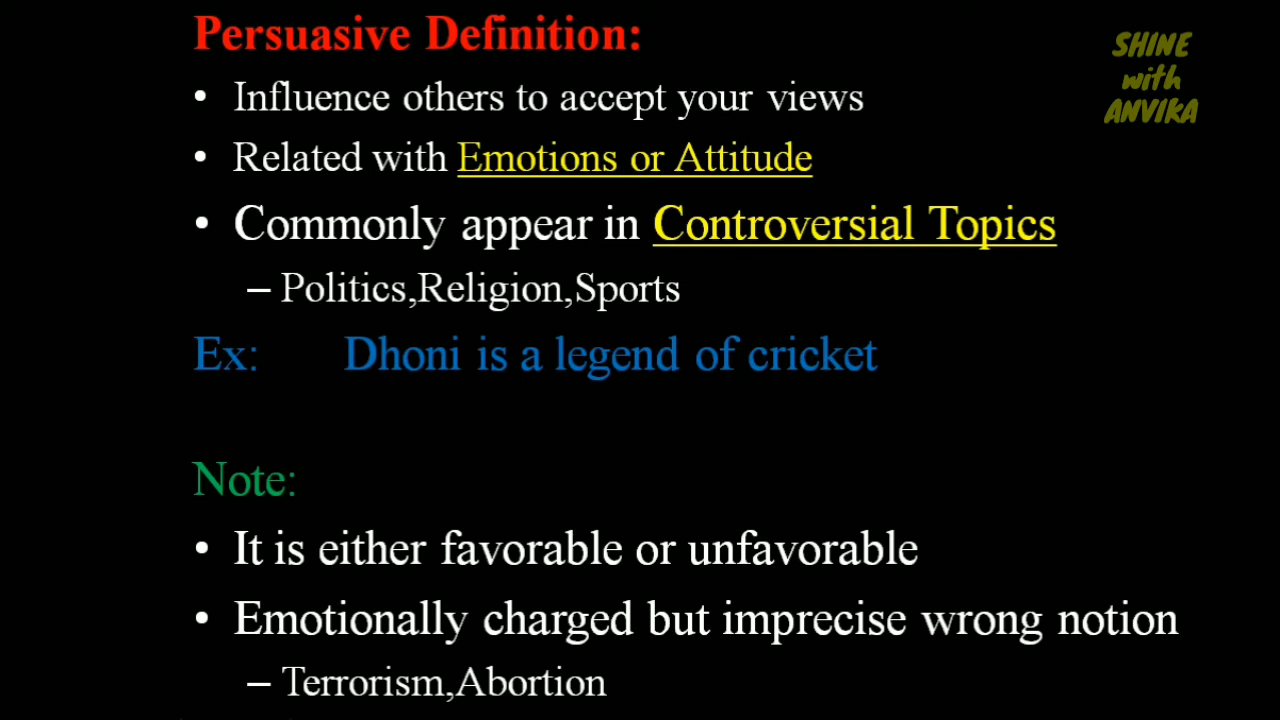 Persuasive Definition:
SHINE
with
ANVIKA
• Influence others to accept your views
• Related with Emotions or Attitude
• Commonly appear in Controversial Topics
– Politics,Religion,Sports
Ex: Dhoni is a legend of cricket
Note:
• It is either favorable or unfavorable
• Emotionally charged but imprecise wrong notion
– Terrorism,Abortion